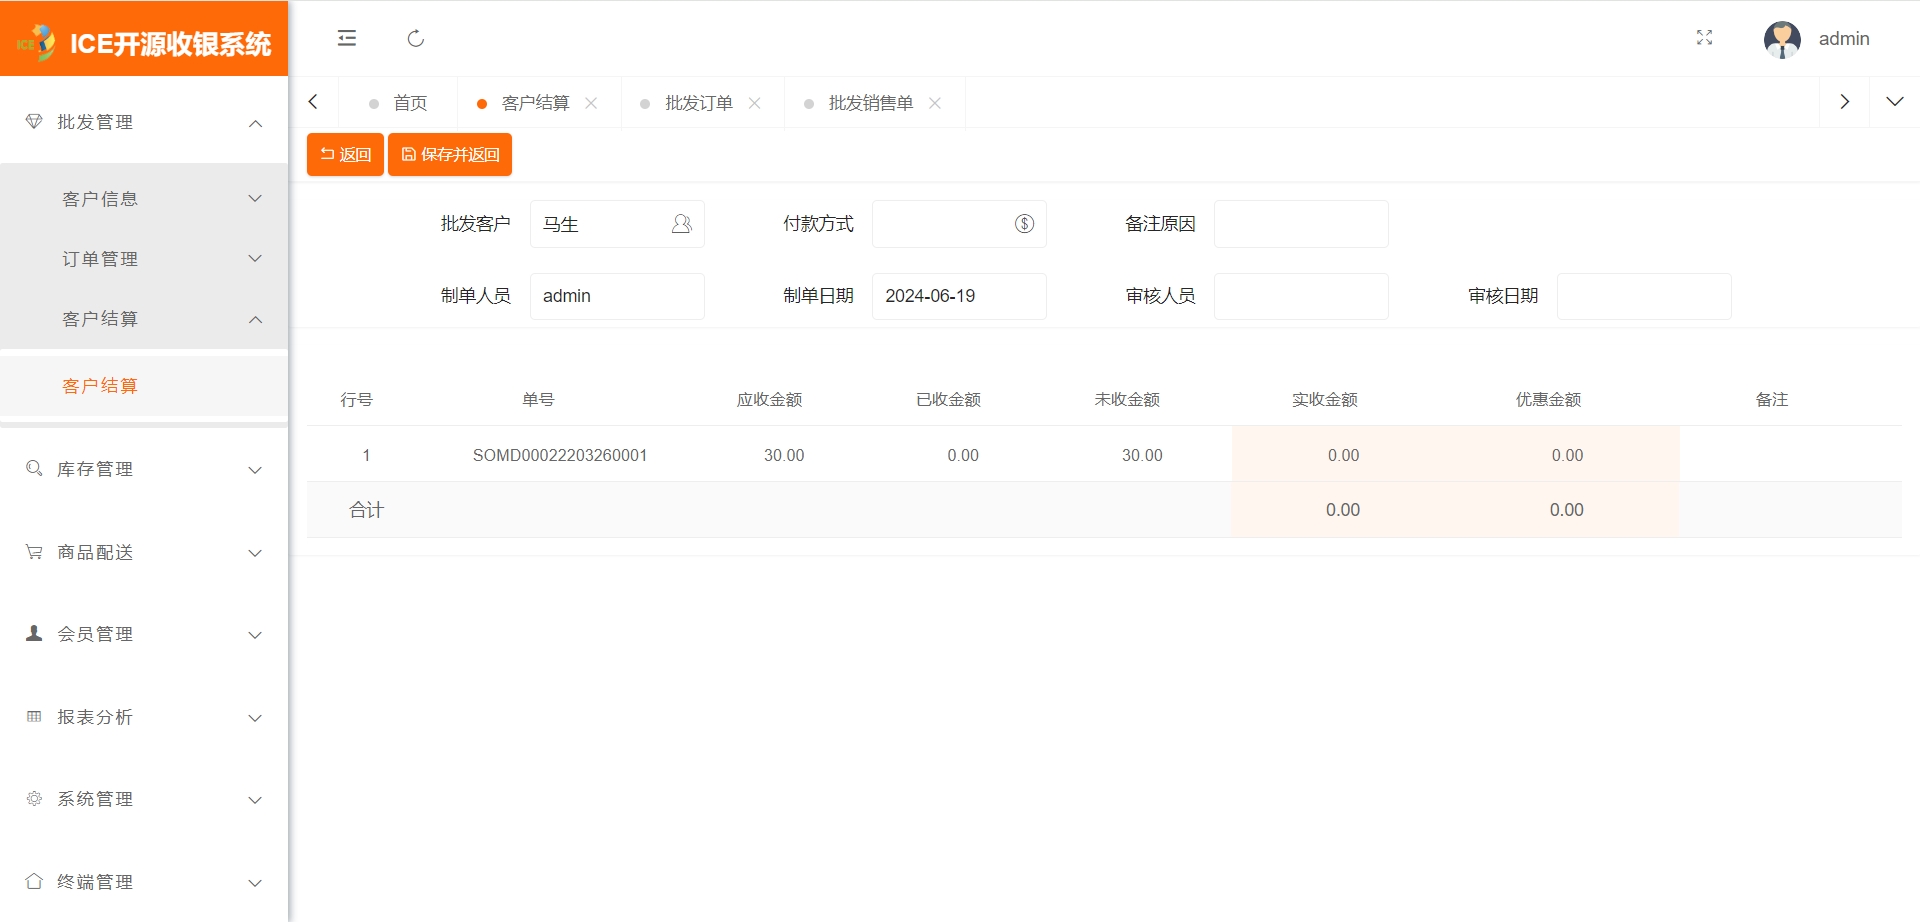 ICE开源收银系统
admin
首页
客户结算
批发订单
批发销售单
返回
保存并返回
批发管理
客户信息
订单管理
客户结算
客户结算
库存管理
商品配送
会员管理
报表分析
系统管理
终端管理
批发客户 马生 付款方式 备注原因
制单人员 admin 制单日期 2024-06-19 审核人员 审核日期
行号 单号 应收金额 已收金额 未收金额 实收金额 优惠金额 备注
1 SOMD00022203260001 30.00 0.00 30.00 0.00 0.00
合计 0.00 0.00